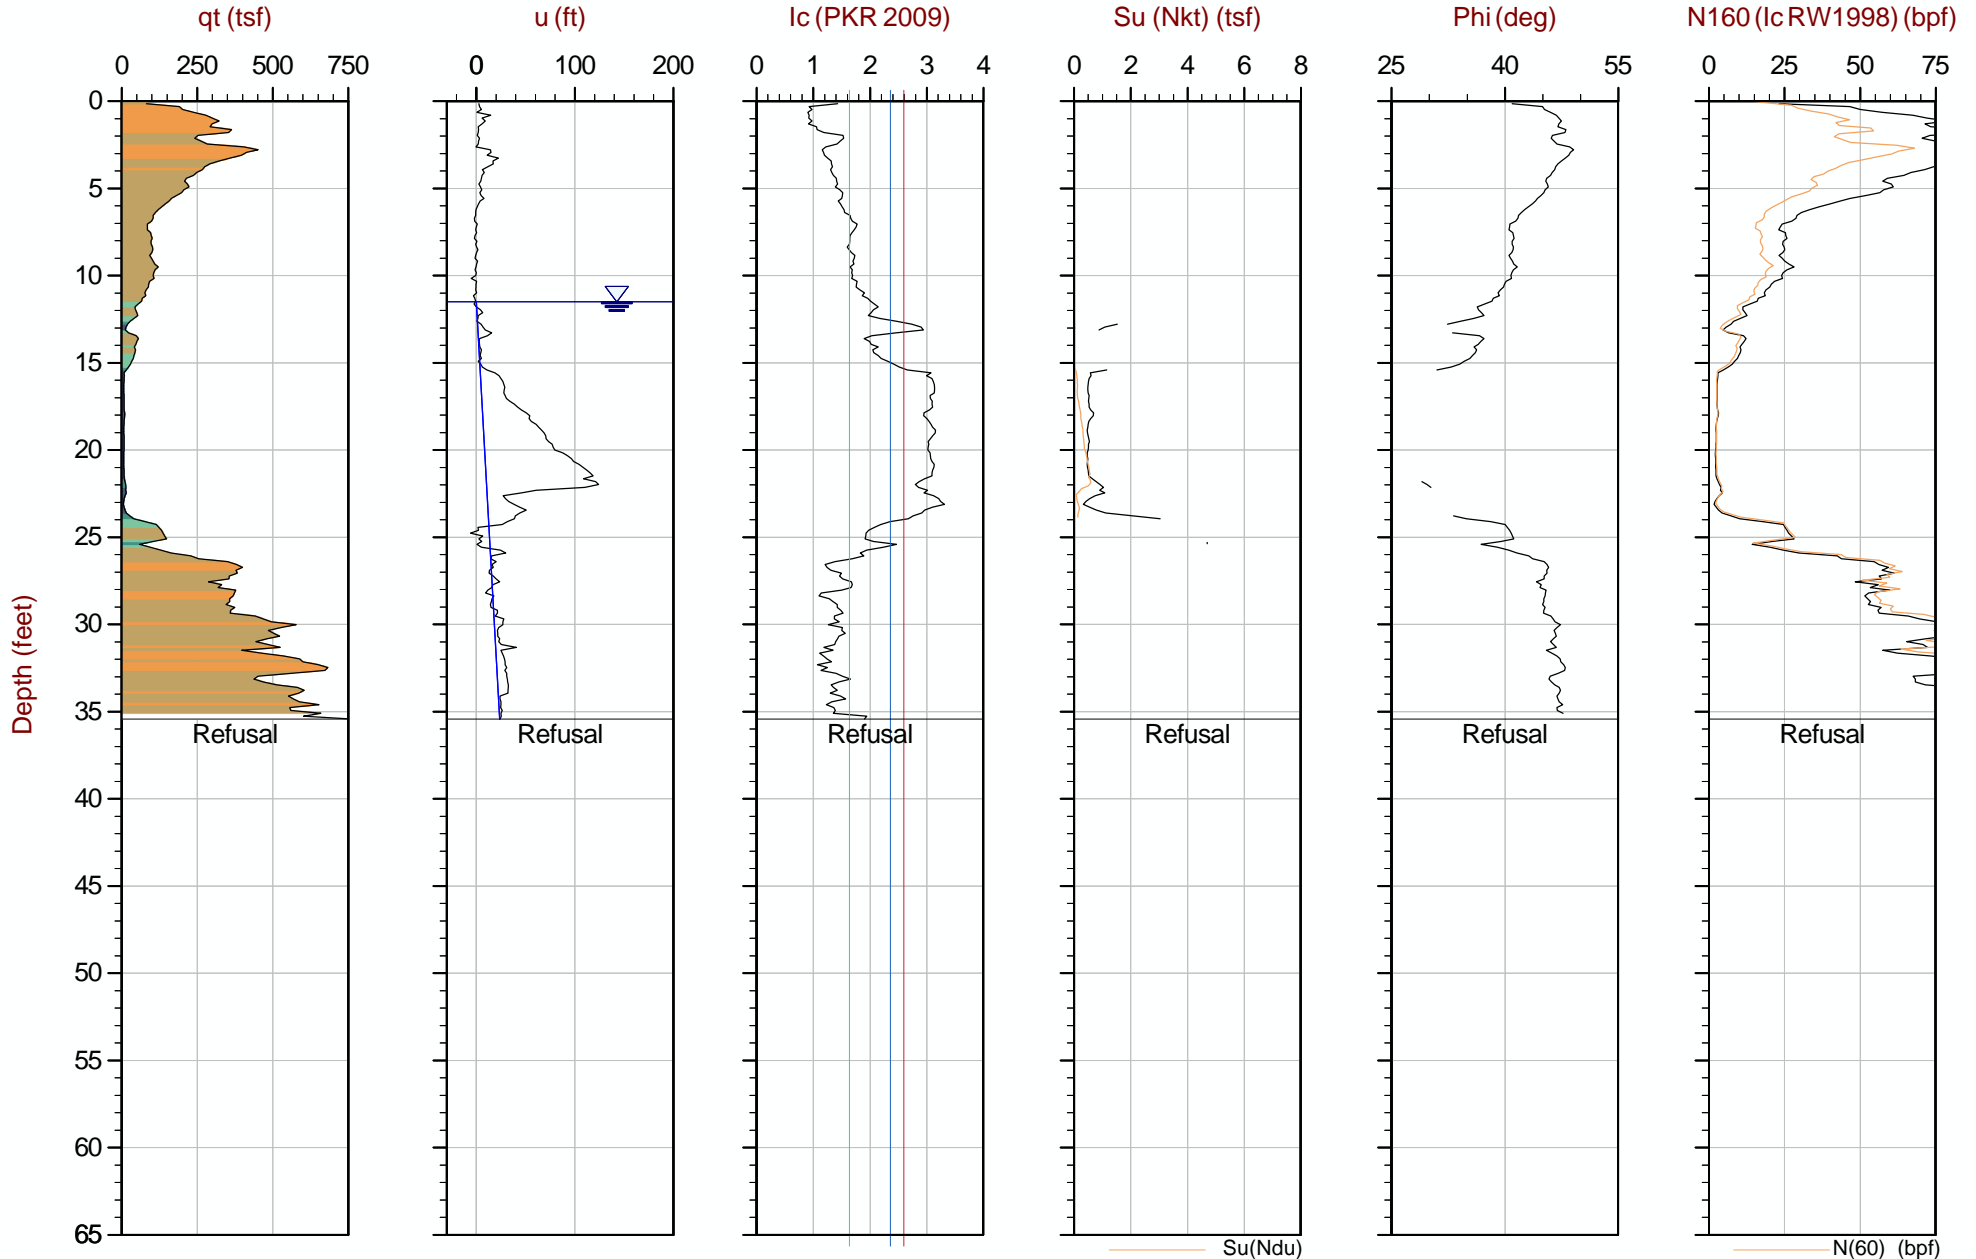 qt (tsf) u (ft) Ic (PKR 2009) Su (Nkt) (tsf) Phi (deg) N160 (Ic RW1998) (bpf)
0 250 500 750 0 100 200 0 1 2 3 4 0 2 4 6 8 25 40 55 0 25 50 75
0
5
10
15
20
25
30
35
Refusal Refusal Refusal Refusal Refusal Refusal
40
45
50
55
60
65
Depth (feet)
Su(Ndu) N(60) (bpf)